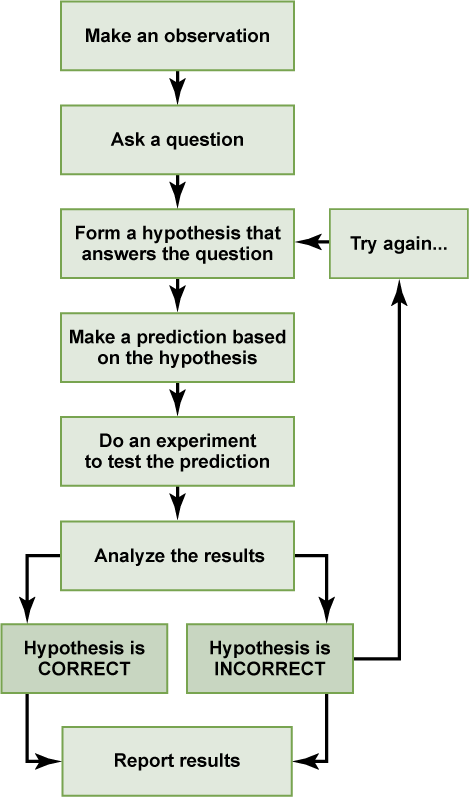 Make an observation
Ask a question
Form a hypothesis that
answers the question
Try again...
Make a prediction based
on the hypothesis
Do an experiment
to test the prediction
Analyze the results
Hypothesis is
CORRECT
Hypothesis is
INCORRECT
Report results